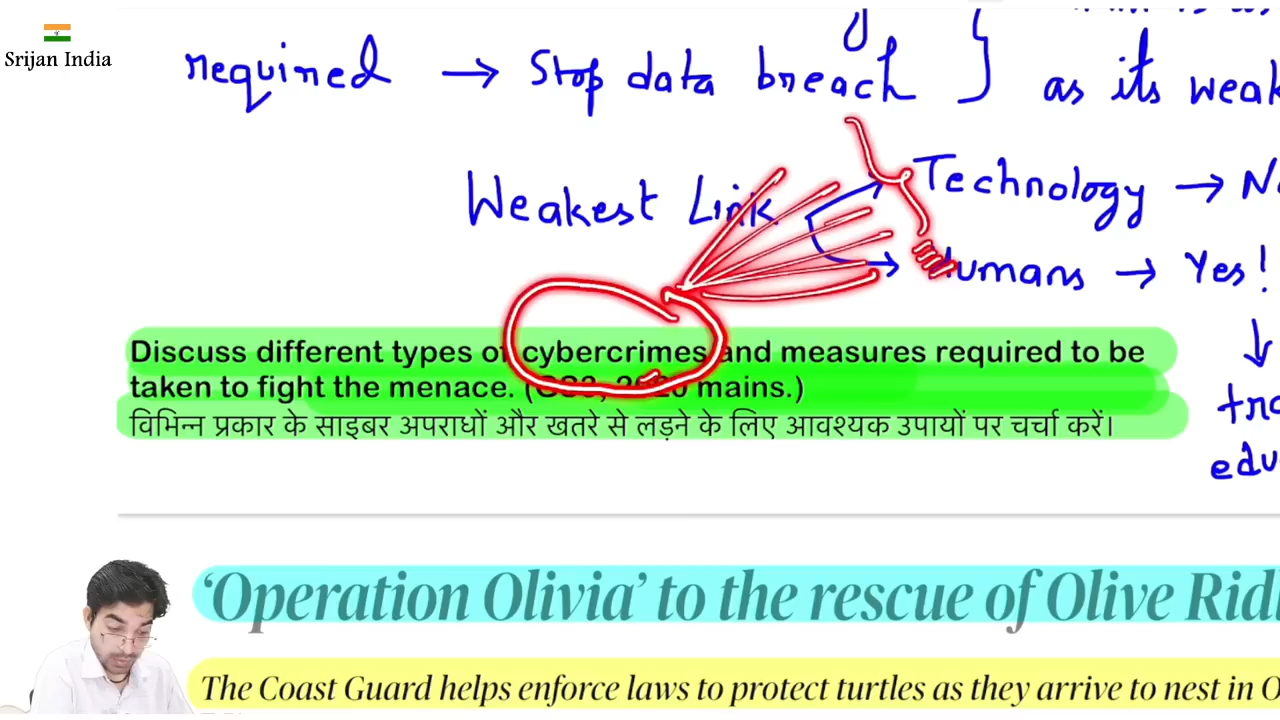 Srijan India
required → Stop data breach } as its weak
Weakest Link
Technology →
Humans → Yes!
Discuss different types of cybercrimes and measures required to be
taken to fight the menace. ( mains.)
विभिन्न प्रकार के साइबर अपराधों और खतरे से लड़ने के लिए आवश्यक उपायों पर चर्चा करें।
‘Operation Olivia’ to the rescue of Olive Ridl
The Coast Guard helps enforce laws to protect turtles as they arrive to nest in O